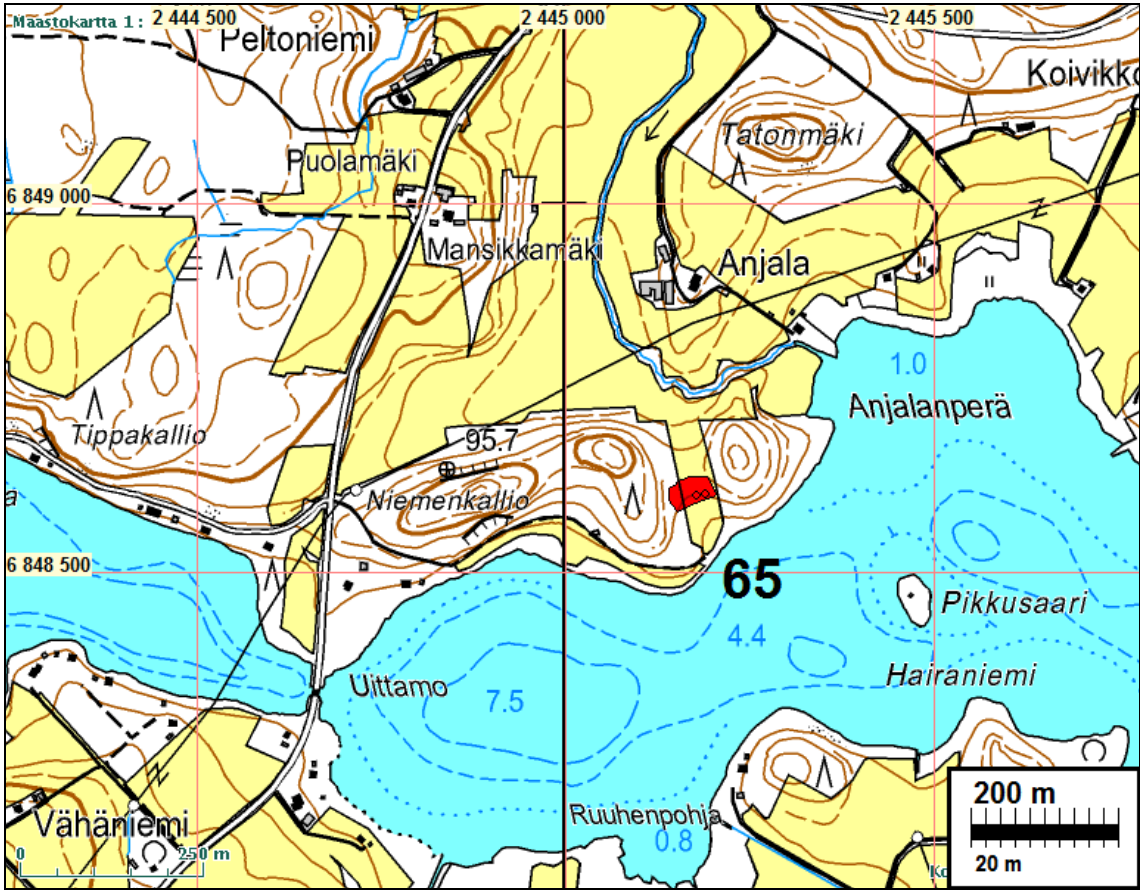 Maastokartta 1 :
2 444 500
2 445 000
2 445 500
Peltoniemi
Koivikko
Tatonmäki
Puolamäki
6 849 000
Mansikkamäki
Anjala
1.0
Anjalanperä
Tippakallio
95.7
Niemenkallio
a
6 848 500
65
Pikkusaari
4.4
Hairaniemi
Uittamo
7.5
200 m
Ruuhenpohja
Vähäniemi
0.8
0
250 m
20 m
Ko